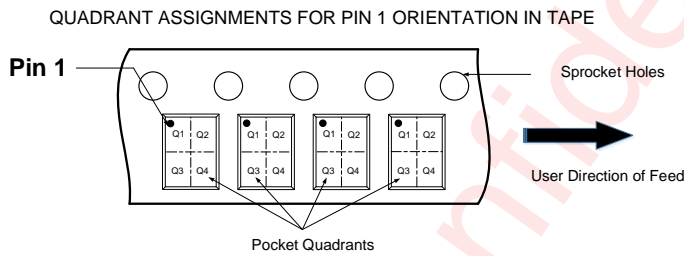 QUADRANT ASSIGNMENTS FOR PIN 1 ORIENTATION IN TAPE
Pin 1
Sprocket Holes
Q1 Q2 Q1 Q2 Q1 Q2 Q1 Q2
Q3 Q4 Q3 Q4 Q3 Q4 Q3 Q4
User Direction of Feed
Pocket Quadrants